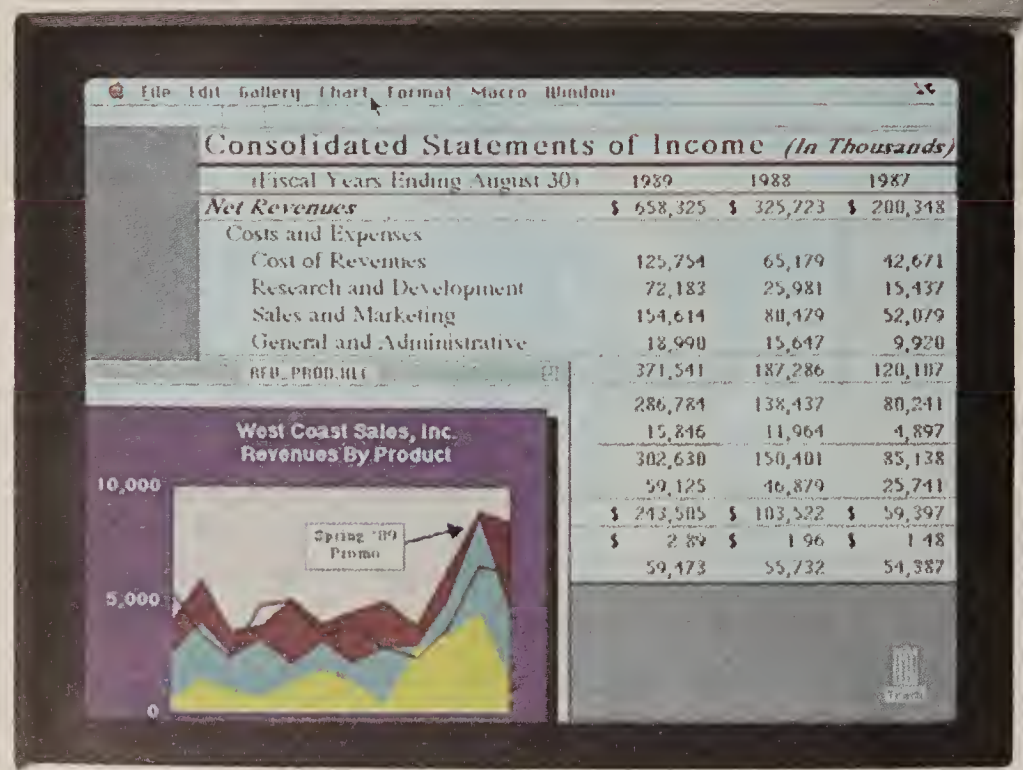 File Edit Gallery Chart Format Macro Window
Consolidated Statements of Income (In Thousands)
(Fiscal Years Ending August 30) 1989 1988 1987
Net Revenues $ 658,325 $ 325,723 $ 200,348
Costs and Expenses
Cost of Revenues 125,754 65,179 42,671
Research and Development 72,183 25,981 15,437
Sales and Marketing 154,614 80,479 52,079
General and Administrative 18,990 15,647 9,920
371,541 187,286 120,107
286,784 138,437 80,241
15,846 11,964 4,897
302,630 150,401 85,138
59,125 46,879 25,741
$ 243,505 $ 103,522 $ 59,397
$ 2.89 $ 1.96 $ 1.48
59,473 55,732 54,387
West Coast Sales, Inc.
Revenues By Product
10,000
5,000
0
Spring '89
Promo
Trash